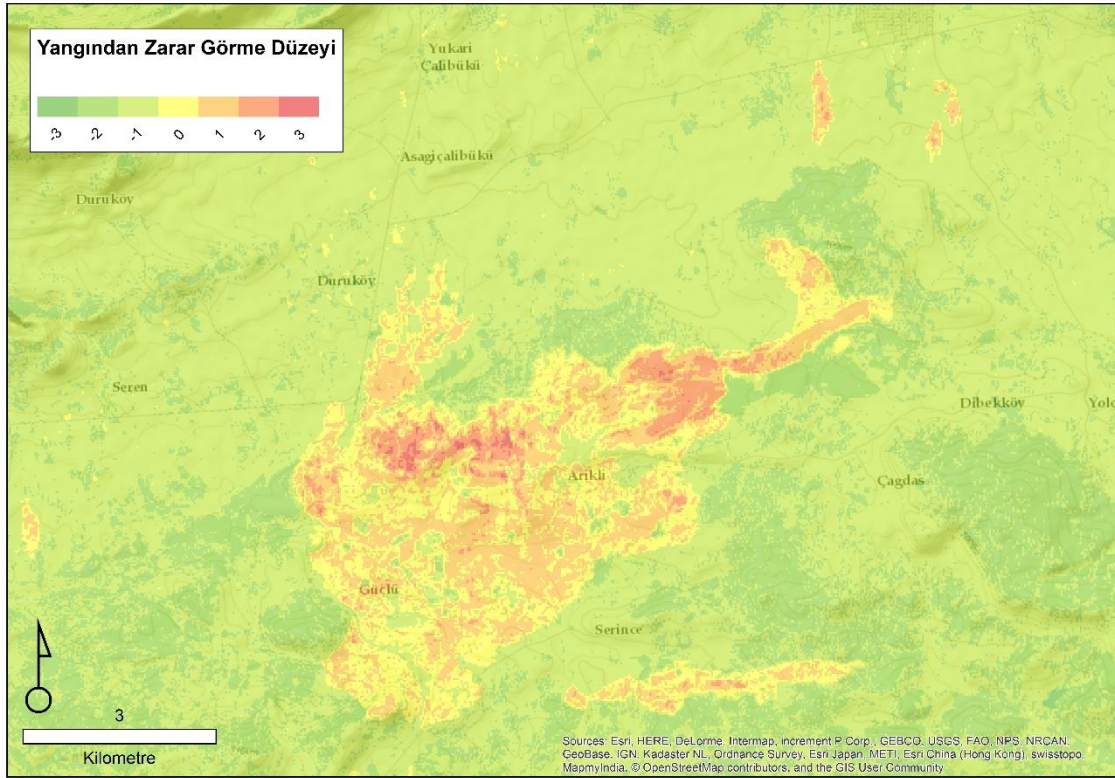 Yangından Zarar Görme Düzeyi
-3 -2 -1 0 1 2 3
Yukari
Çalibükü
Asagiçalibükü
Duruköy
Duruköy
Seren
Dibekköy
Yolç
Arikli
Çagdas
Güçlü
Serince
3
Kilometre
Sources: Esri, HERE, DeLorme, Intermap, increment P Corp., GEBCO, USGS, FAO, NPS, NRCAN,
GeoBase, IGN, Kadaster NL, Ordnance Survey, Esri Japan, METI, Esri China (Hong Kong), swisstopo,
MapmyIndia, © OpenStreetMap contributors, and the GIS User Community